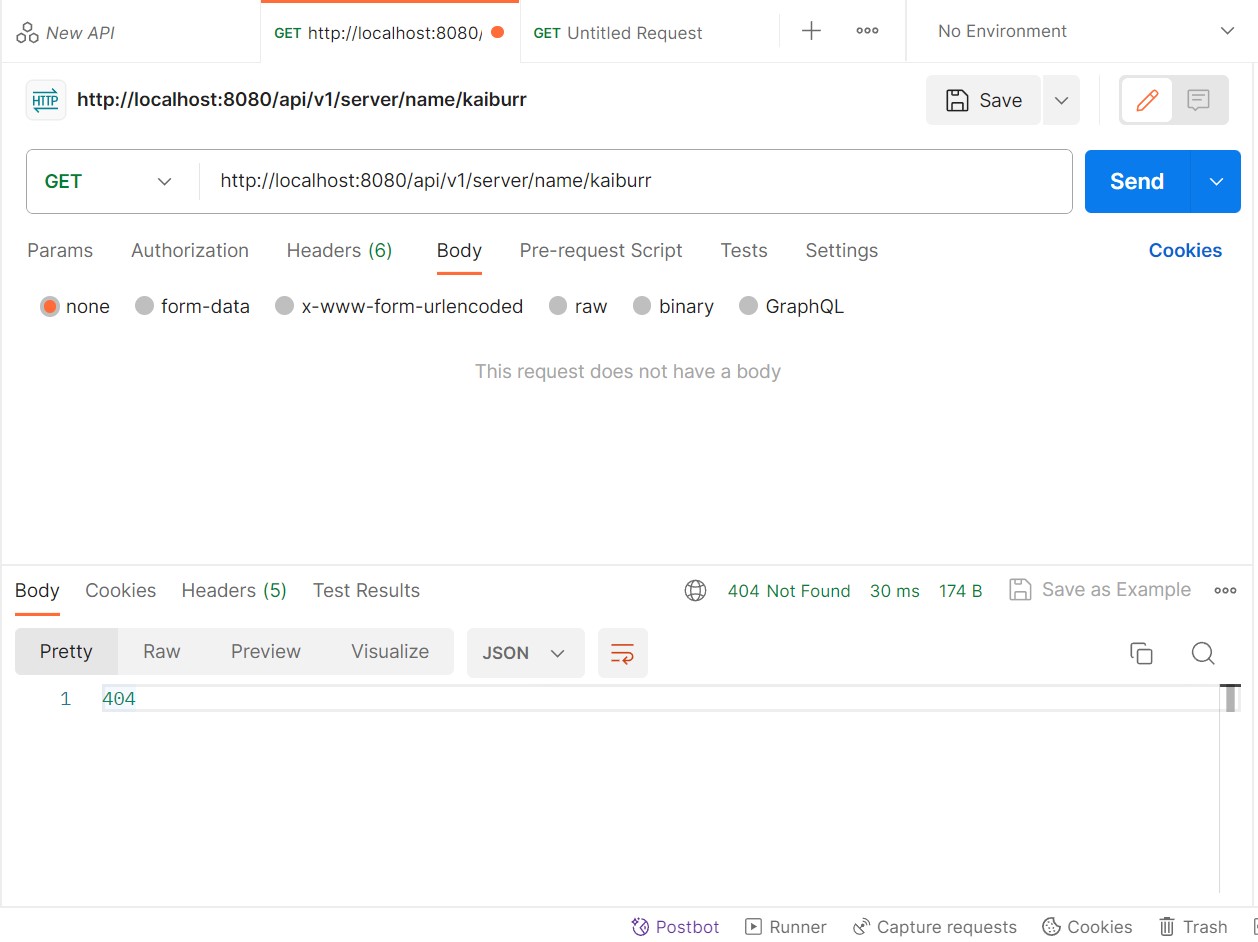 New API
GET http://localhost:8080/
GET Untitled Request
No Environment
HTTP
http://localhost:8080/api/v1/server/name/kaiburr
Save
GET
http://localhost:8080/api/v1/server/name/kaiburr
Send
Params Authorization Headers (6) Body Pre-request Script Tests Settings Cookies
none form-data x-www-form-urlencoded raw binary GraphQL
This request does not have a body
Body Cookies Headers (5) Test Results 404 Not Found 30 ms 174 B Save as Example
Pretty Raw Preview Visualize JSON
1 404
Postbot Runner Capture requests Cookies Trash